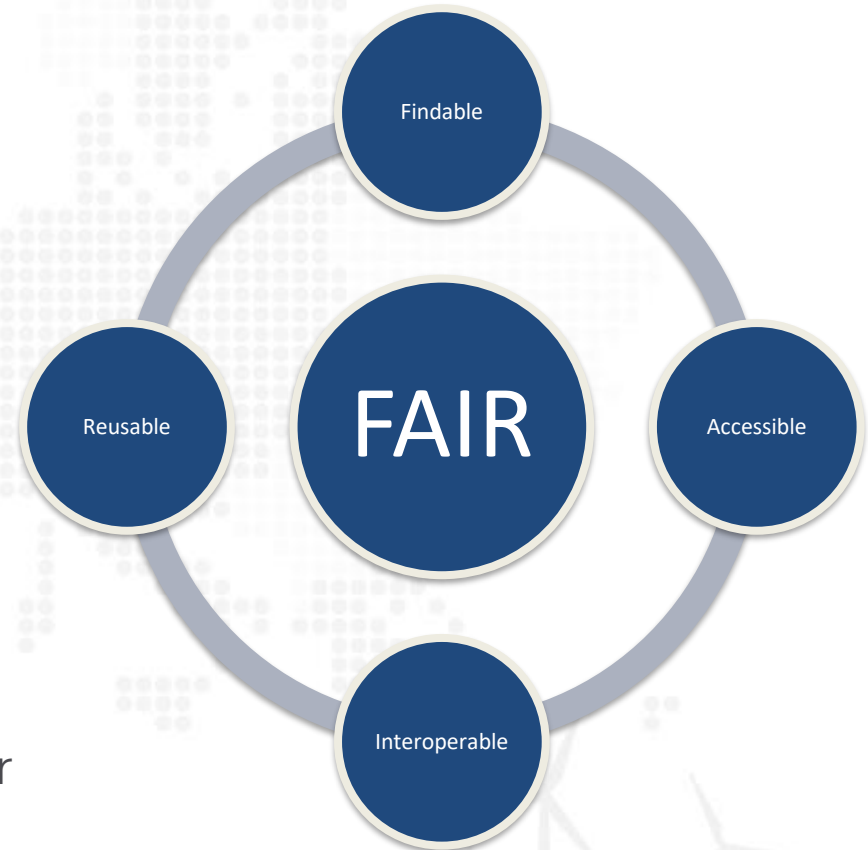 Findable
FAIR
Reusable
Accessible
Interoperable
r